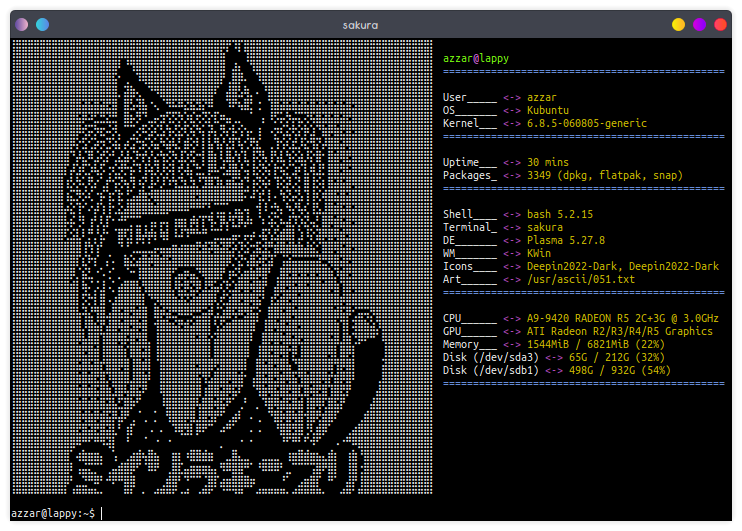 sakura
azzar@lappy
===============================================
User_____ <-> azzar
OS_______ <-> Kubuntu
Kernel___ <-> 6.8.5-060805-generic
===============================================
Uptime___ <-> 30 mins
Packages_ <-> 3349 (dpkg, flatpak, snap)
===============================================
Shell____ <-> bash 5.2.15
Terminal_ <-> sakura
DE_______ <-> Plasma 5.27.8
WM_______ <-> KWin
Icons____ <-> Deepin2022-Dark, Deepin2022-Dark
Art______ <-> /usr/ascii/051.txt
===============================================
CPU______ <-> A9-9420 RADEON R5 2C+3G @ 3.0GHz
GPU______ <-> ATI Radeon R2/R3/R4/R5 Graphics
Memory___ <-> 1544MiB / 6821MiB (22%)
Disk (/dev/sda3) <-> 65G / 212G (32%)
Disk (/dev/sdb1) <-> 498G / 932G (54%)
===============================================
azzar@lappy:~$